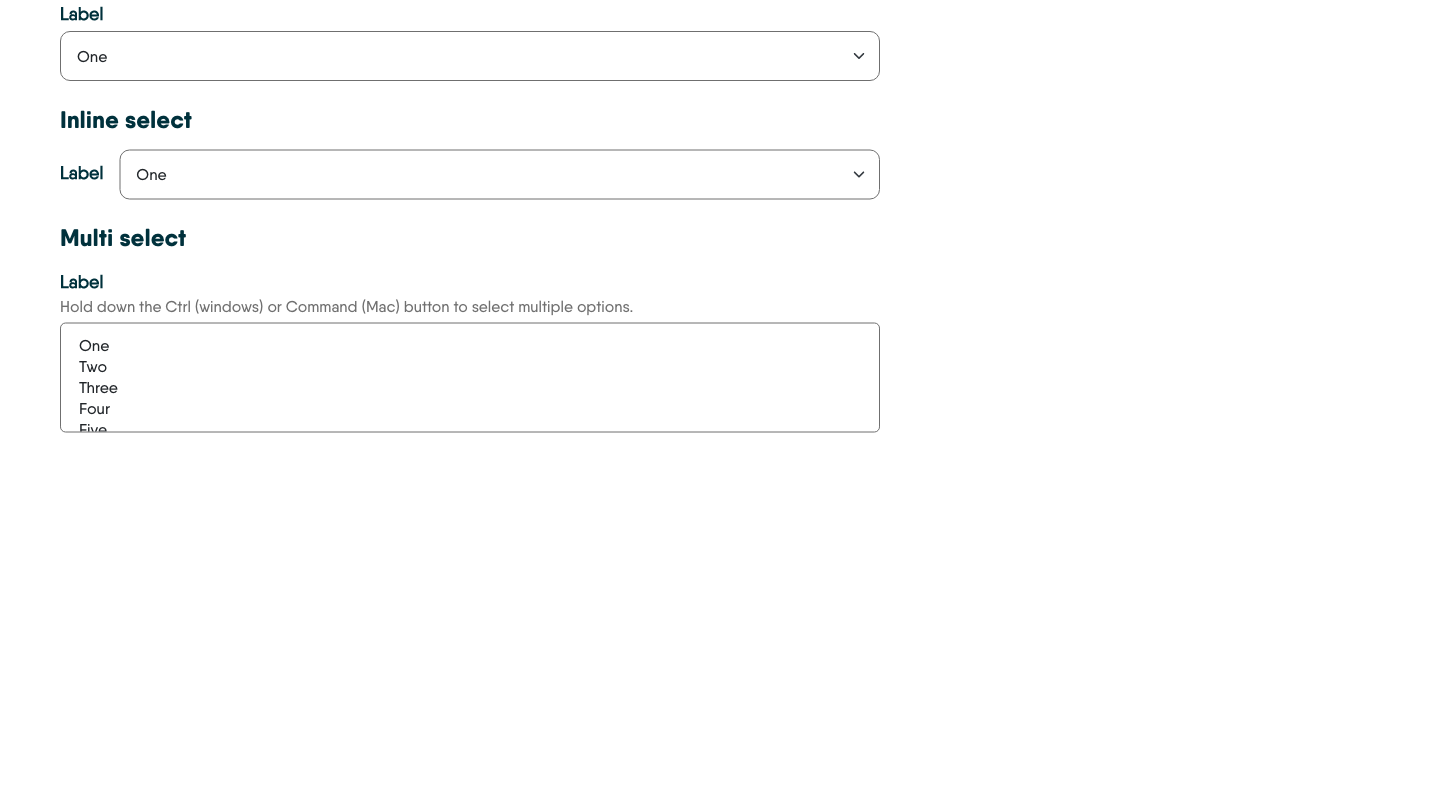 Label
One
Inline select
Label One
Multi select
Label
Hold down the Ctrl (windows) or Command (Mac) button to select multiple options.
One
Two
Three
Four
Five